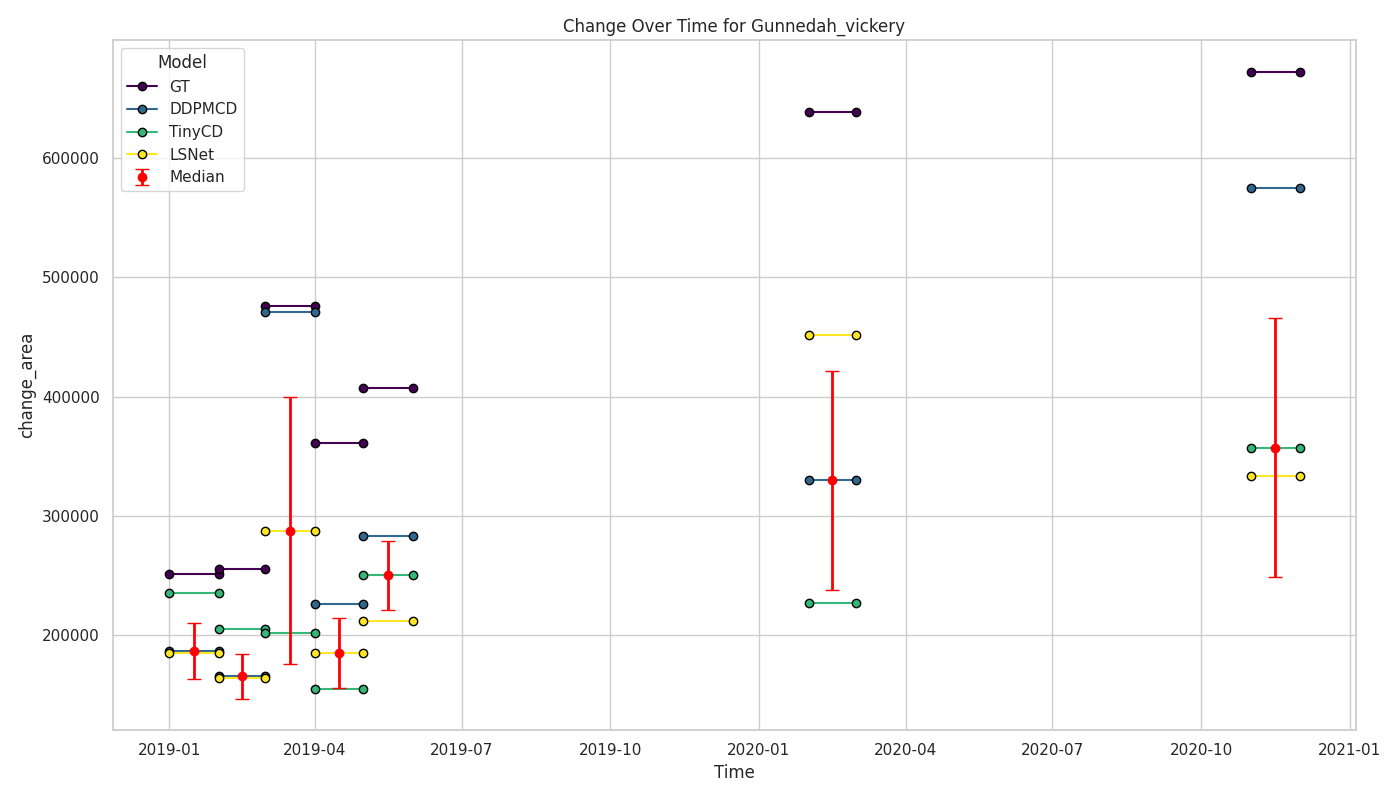 Change Over Time for Gunnedah_vickery
Model
GT
DDPMCD
TinyCD
LSNet
Median
600000
500000
400000
300000
200000
change_area
2019-01
2019-04
2019-07
2019-10
2020-01
2020-04
2020-07
2020-10
2021-01
Time